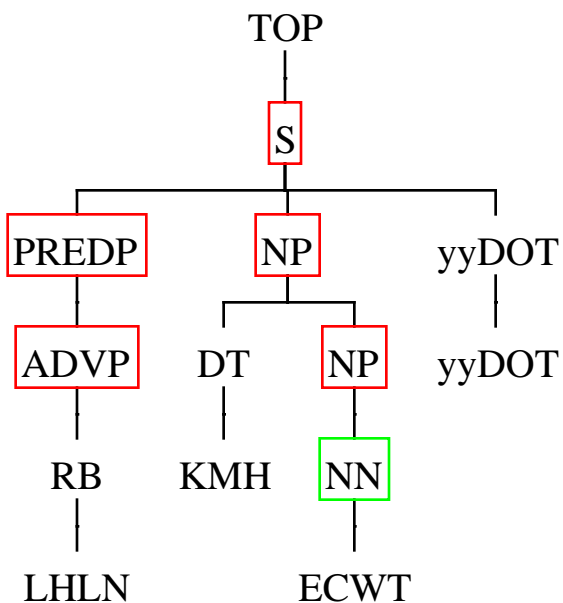 TOP
S
PREDP NP yyDOT
ADVP DT NP yyDOT
RB KMH NN
LHLN ECWT